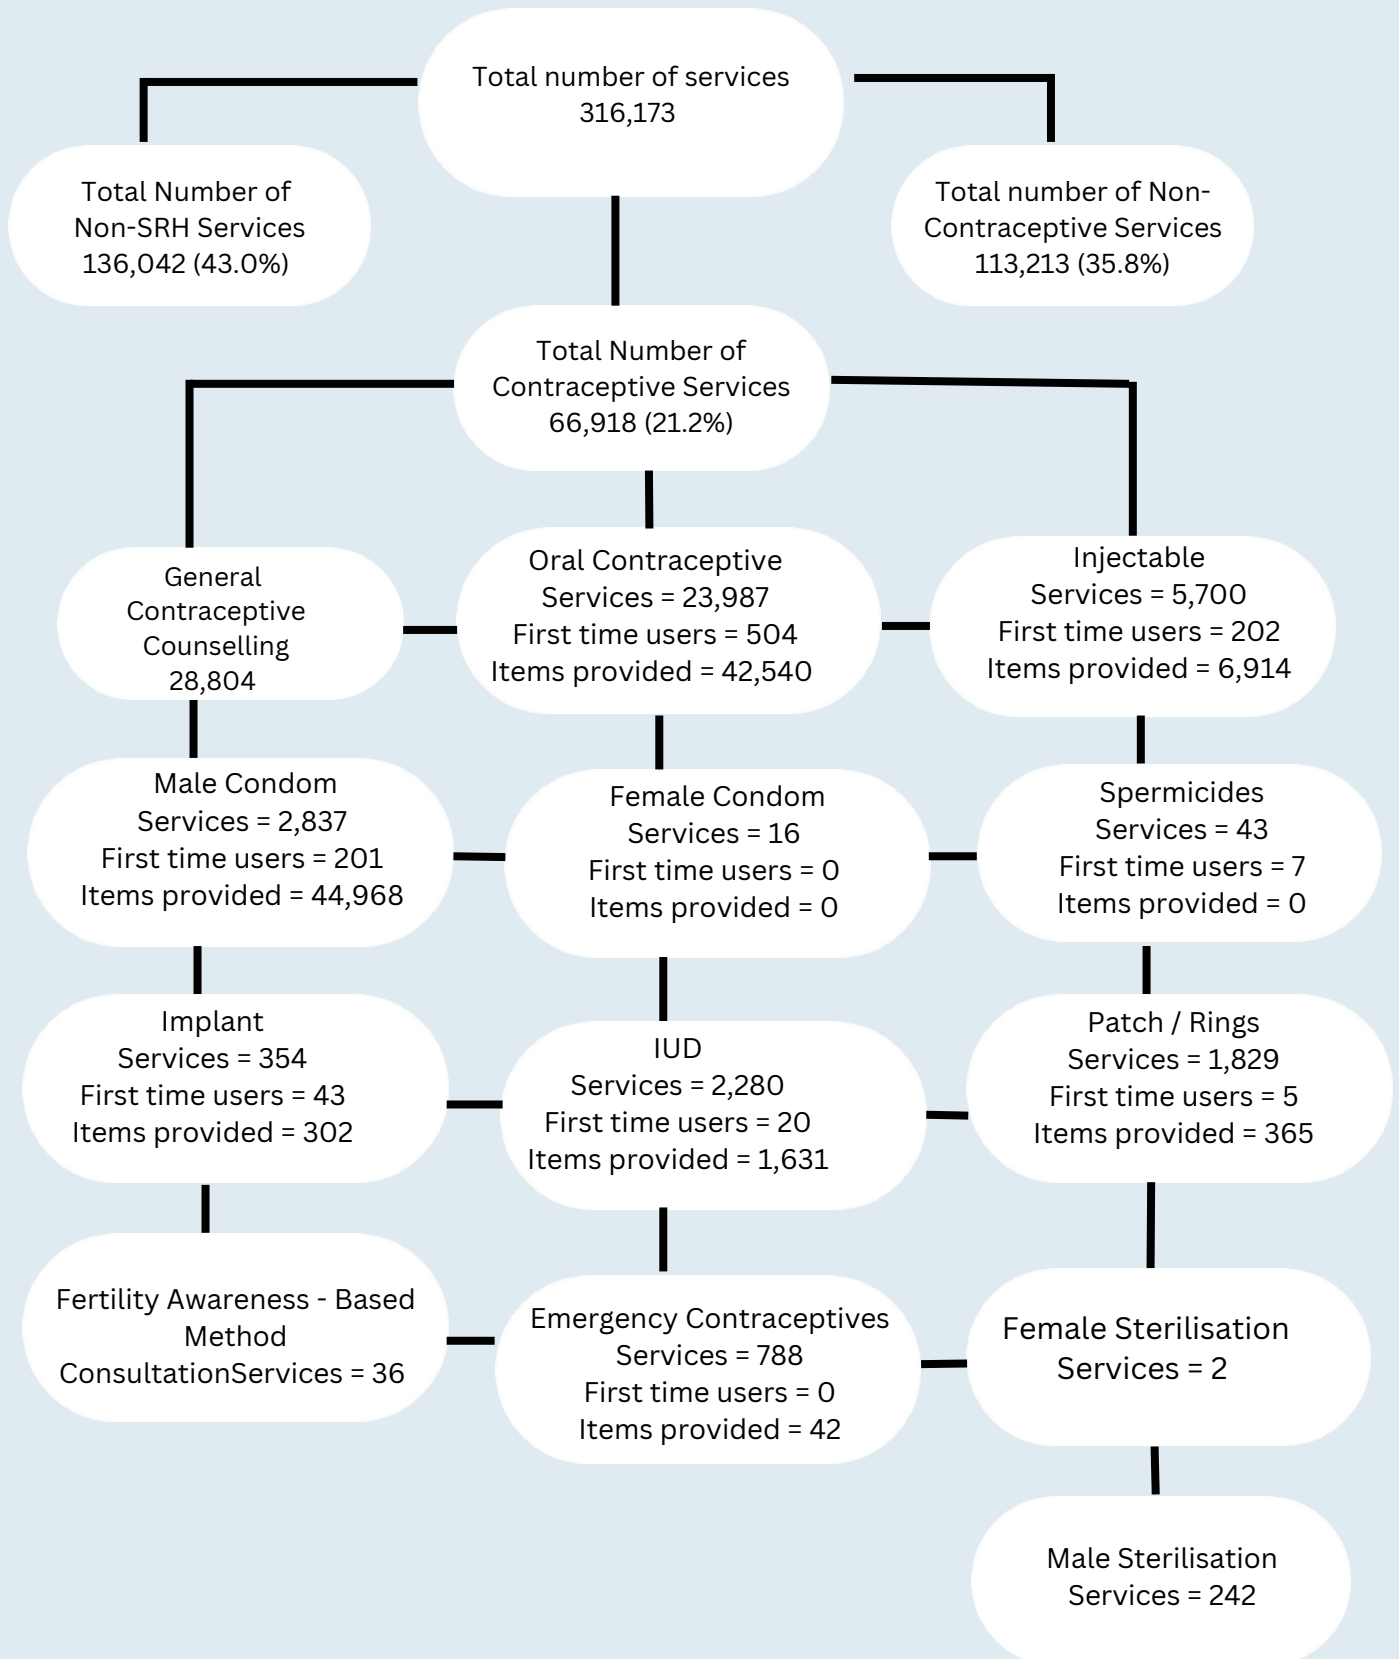 Total number of services
316,173
Total Number of
Non-SRH Services
136,042 (43.0%)
Total number of Non-
Contraceptive Services
113,213 (35.8%)
Total Number of
Contraceptive Services
66,918 (21.2%)
General
Contraceptive
Counselling
28,804
Oral Contraceptive
Services = 23,987
First time users = 504
Items provided = 42,540
Injectable
Services = 5,700
First time users = 202
Items provided = 6,914
Male Condom
Services = 2,837
First time users = 201
Items provided = 44,968
Female Condom
Services = 16
First time users = 0
Items provided = 0
Spermicides
Services = 43
First time users = 7
Items provided = 0
Implant
Services = 354
First time users = 43
Items provided = 302
IUD
Services = 2,280
First time users = 20
Items provided = 1,631
Patch / Rings
Services = 1,829
First time users = 5
Items provided = 365
Fertility Awareness - Based
Method
ConsultationServices = 36
Emergency Contraceptives
Services = 788
First time users = 0
Items provided = 42
Female Sterilisation
Services = 2
Male Sterilisation
Services = 242